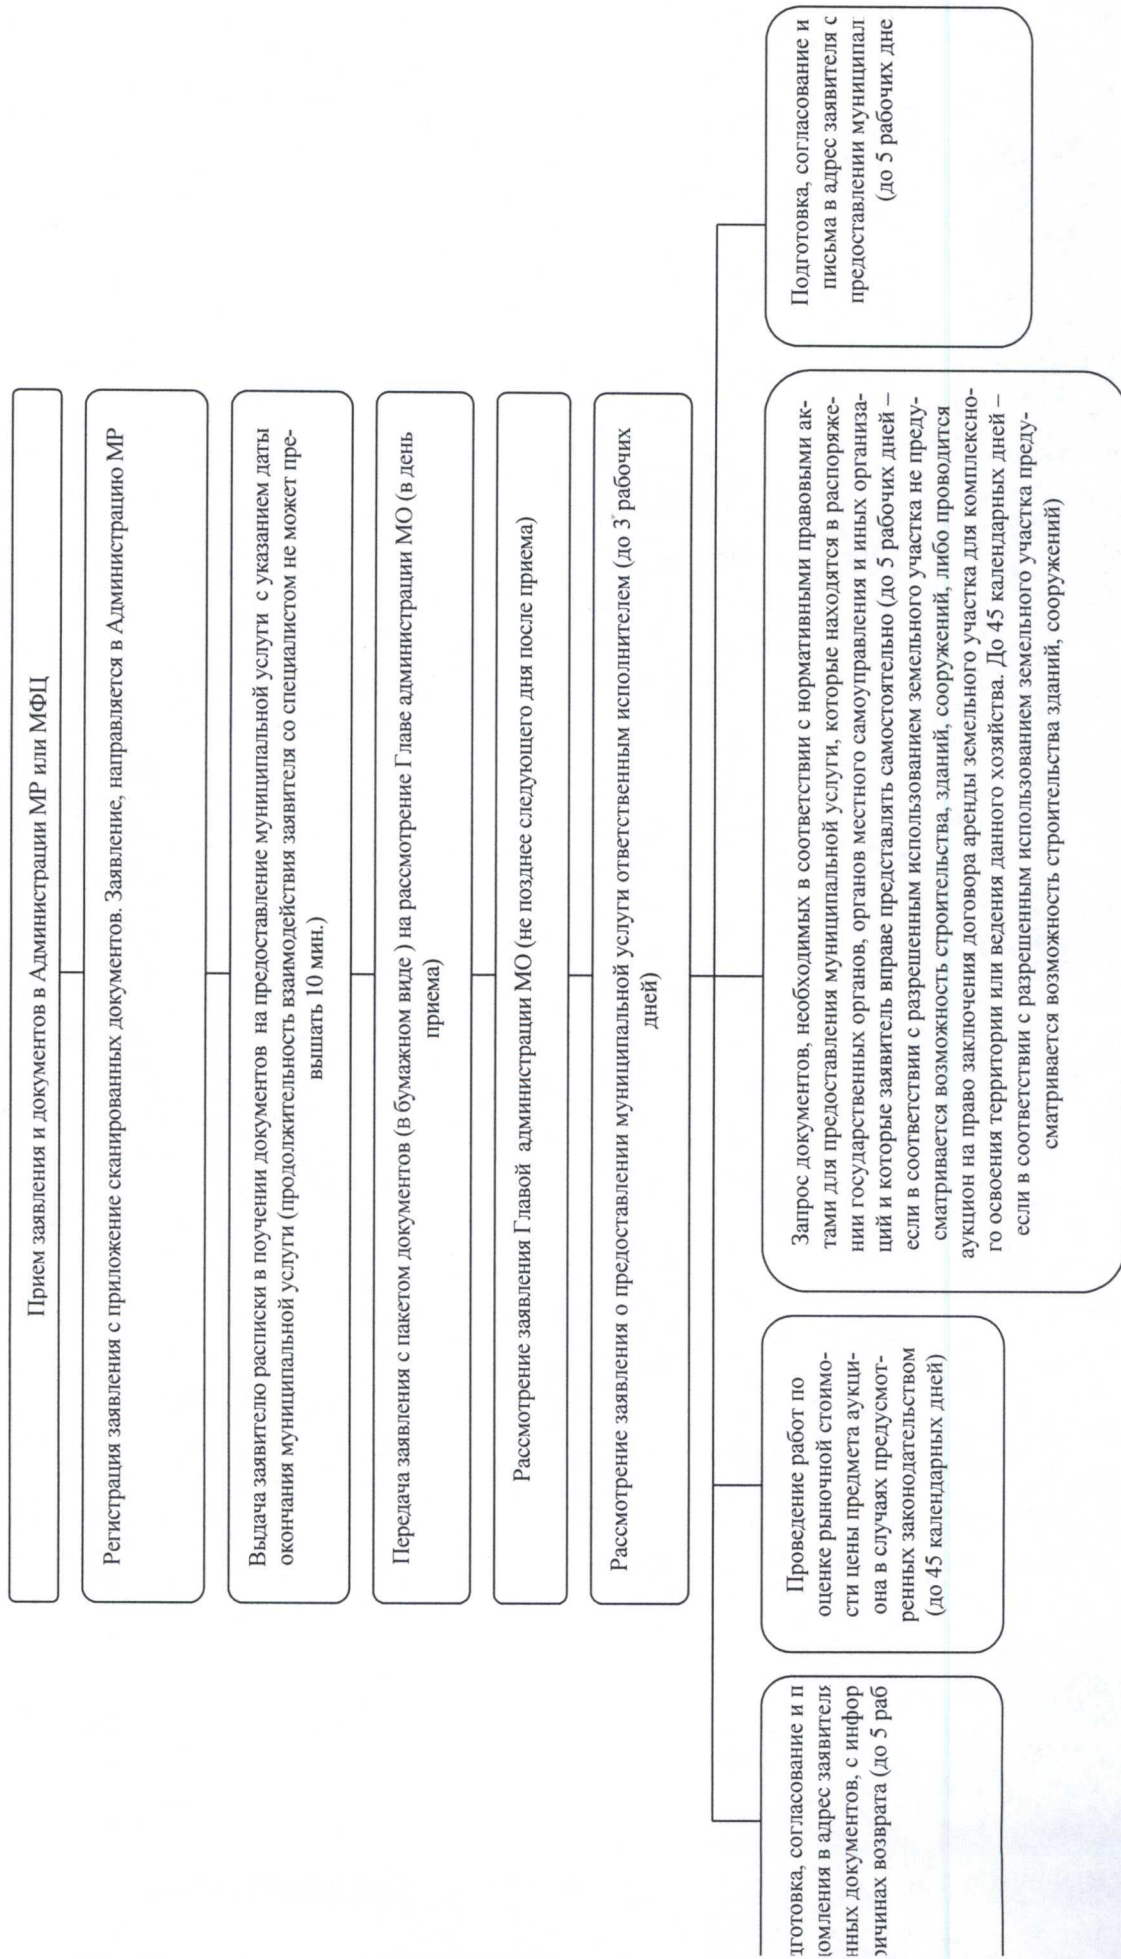 Прием заявления и документов в Администрации МР или МФЦ
Регистрация заявления с приложение сканированных документов. Заявление, направляется в Администрацию МР
Выдача заявителю расписки в поучении документов на предоставление муниципальной услуги с указанием даты
окончания муниципальной услуги (продолжительность взаимодействия заявителя со специалистом не может пре-
вышать 10 мин.)
Передача заявления с пакетом документов (в бумажном виде ) на рассмотрение Главе администрации МО (в день
приема)
Рассмотрение заявления Главой администрации МО (не позднее следующего дня после приема)
Рассмотрение заявления о предоставлении муниципальной услуги ответственным исполнителем (до 3 рабочих
дней)
дготовка, согласование и п
омления в адрес заявителя
нных документов, с инфор
ричинах возврата (до 5 раб
Проведение работ по
оценке рыночной стоимо-
сти цены предмета аукци-
она в случаях предусмот-
ренных законодательством
(до 45 календарных дней)
Запрос документов, необходимых в соответствии с нормативными правовыми ак-
тами для предоставления муниципальной услуги, которые находятся в распоряже-
нии государственных органов, органов местного самоуправления и иных организа-
ций и которые заявитель вправе представлять самостоятельно (до 5 рабочих дней –
если в соответствии с разрешенным использованием земельного участка не преду-
сматривается возможность строительства, зданий, сооружений, либо проводится
аукцион на право заключения договора аренды земельного участка для комплексно-
го освоения территории или ведения данного хозяйства. До 45 календарных дней –
если в соответствии с разрешенным использованием земельного участка преду-
сматривается возможность строительства зданий, сооружений)
Подготовка, согласование и
письма в адрес заявителя с
предоставлении муниципал
(до 5 рабочих дне